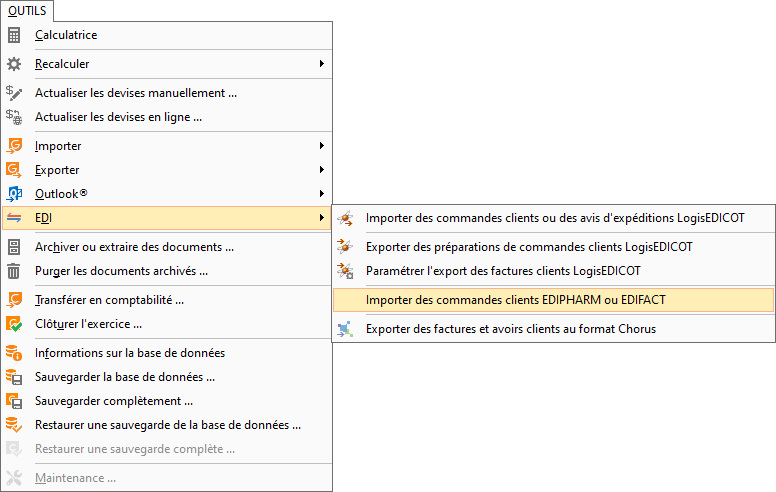 OUTILS
Calculatrice
Recalculer
Actualiser les devises manuellement ...
Actualiser les devises en ligne ...
Importer
Exporter
Outlook®
EDI
Archiver ou extraire des documents ...
Purger les documents archivés ...
Transférer en comptabilité ...
Clôturer l'exercice ...
Informations sur la base de données
Sauvegarder la base de données ...
Sauvegarder complètement ...
Restaurer une sauvegarde de la base de données ...
Restaurer une sauvegarde complète ...
Maintenance ...
Importer des commandes clients ou des avis d'expéditions LogisEDICOT
Exporter des préparations de commandes clients LogisEDICOT
Paramétrer l'export des factures clients LogisEDICOT
Importer des commandes clients EDIPHARM ou EDIFACT
Exporter des factures et avoirs clients au format Chorus